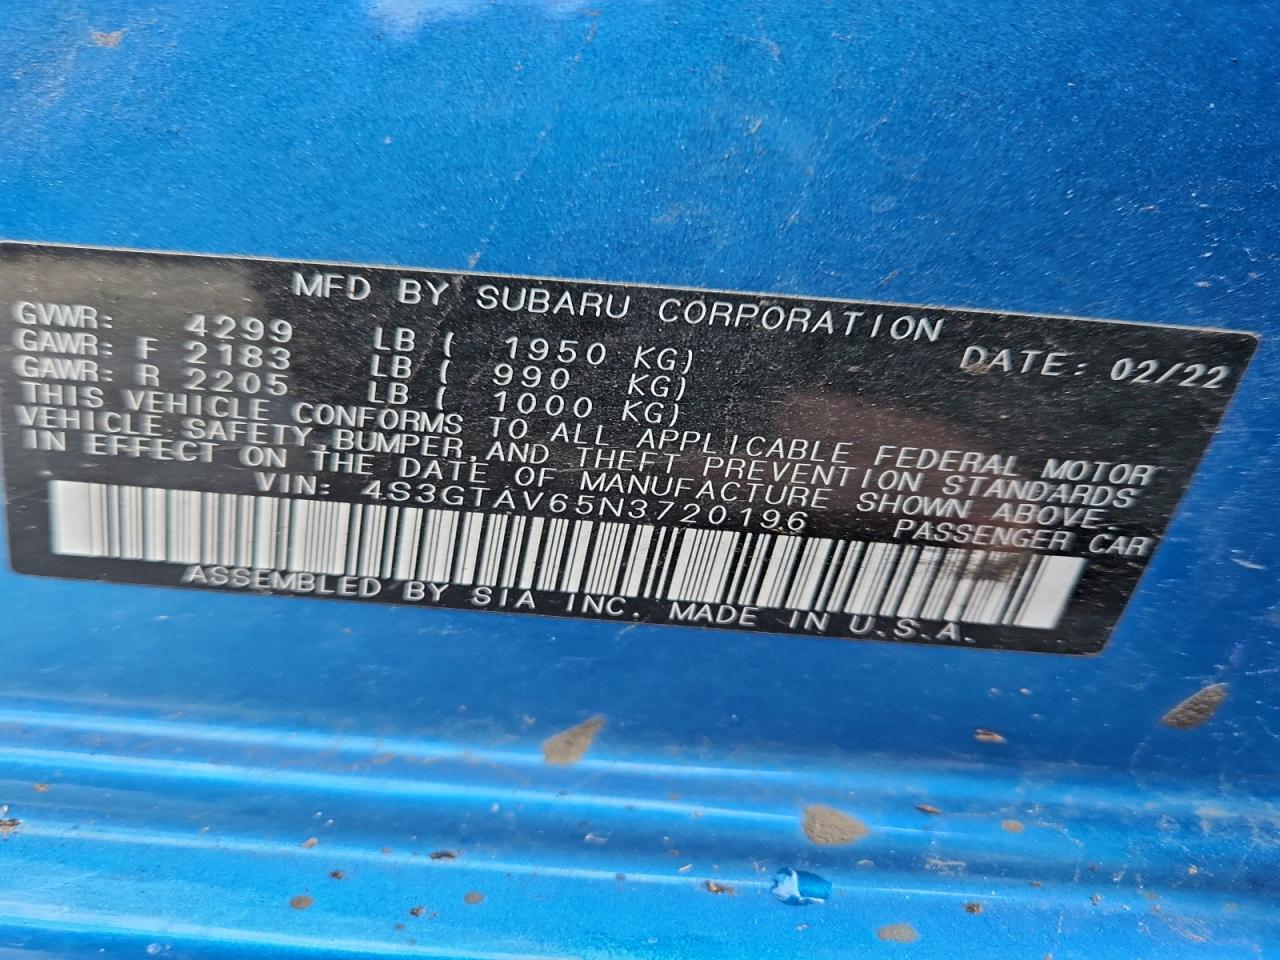 MFD BY SUBARU CORPORATION
GVWR: 4299 LB ( 1950 KG) DATE: 02/22
GAWR: F 2183 LB ( 990 KG)
GAWR: R 2205 LB ( 1000 KG)
THIS VEHICLE CONFORMS TO ALL APPLICABLE FEDERAL MOTOR
VEHICLE SAFETY, BUMPER, AND THEFT PREVENTION STANDARDS
IN EFFECT ON THE DATE OF MANUFACTURE SHOWN ABOVE.
VIN: 4S3GTAV65N3720196 PASSENGER CAR
ASSEMBLED BY SIA INC. MADE IN U.S.A.